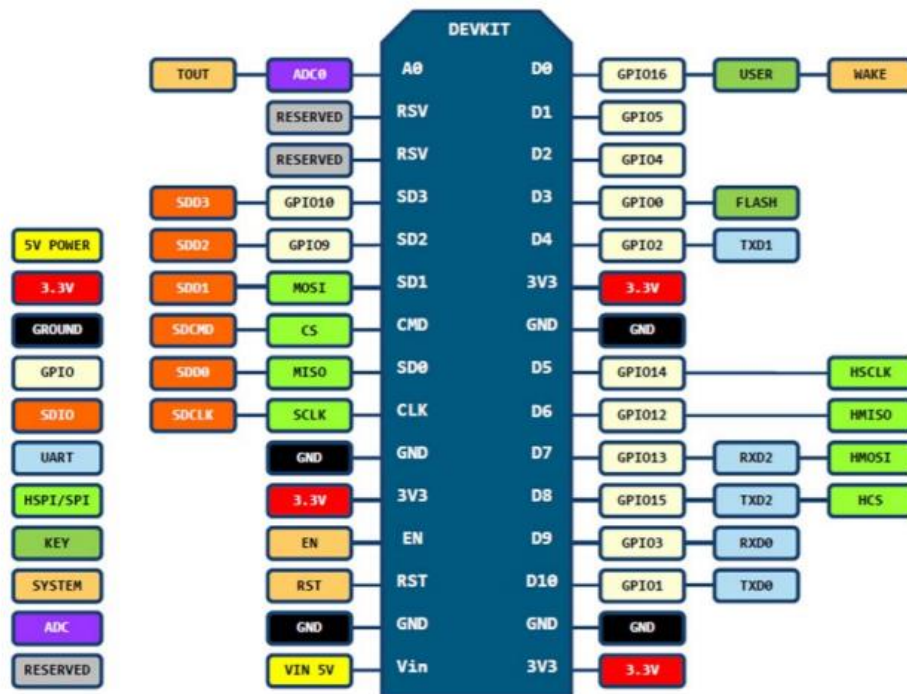 DEVKIT
TOUT ADC0 A0 D0 GPIO16 USER WAKE
RESERVED RSV D1 GPIO5
RESERVED RSV D2 GPIO4
SDD3 GPIO10 SD3 D3 GPIO0 FLASH
5V POWER SDD2 GPIO9 SD2 D4 GPIO2 TXD1
3.3V SDD1 MOSI SD1 3V3 3.3V
GROUND SDCMD CS CMD GND GND
GPIO SDD0 MISO SD0 D5 GPIO14 HSCLK
SDIO SDCLK SCLK CLK D6 GPIO12 HMISO
UART GND GND D7 GPIO13 RXD2 HMOSI
HSPI/SPI 3.3V 3V3 D8 GPIO15 TXD2 HCS
KEY EN EN D9 GPIO3 RXD0
SYSTEM RST RST D10 GPIO1 TXD0
ADC GND GND GND GND
RESERVED VIN 5V Vin 3V3 3.3V